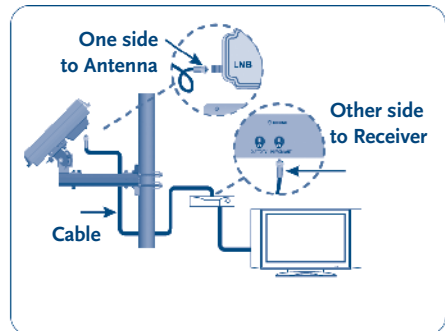 One side
to Antenna
LNB
Other side
to Receiver
Cable